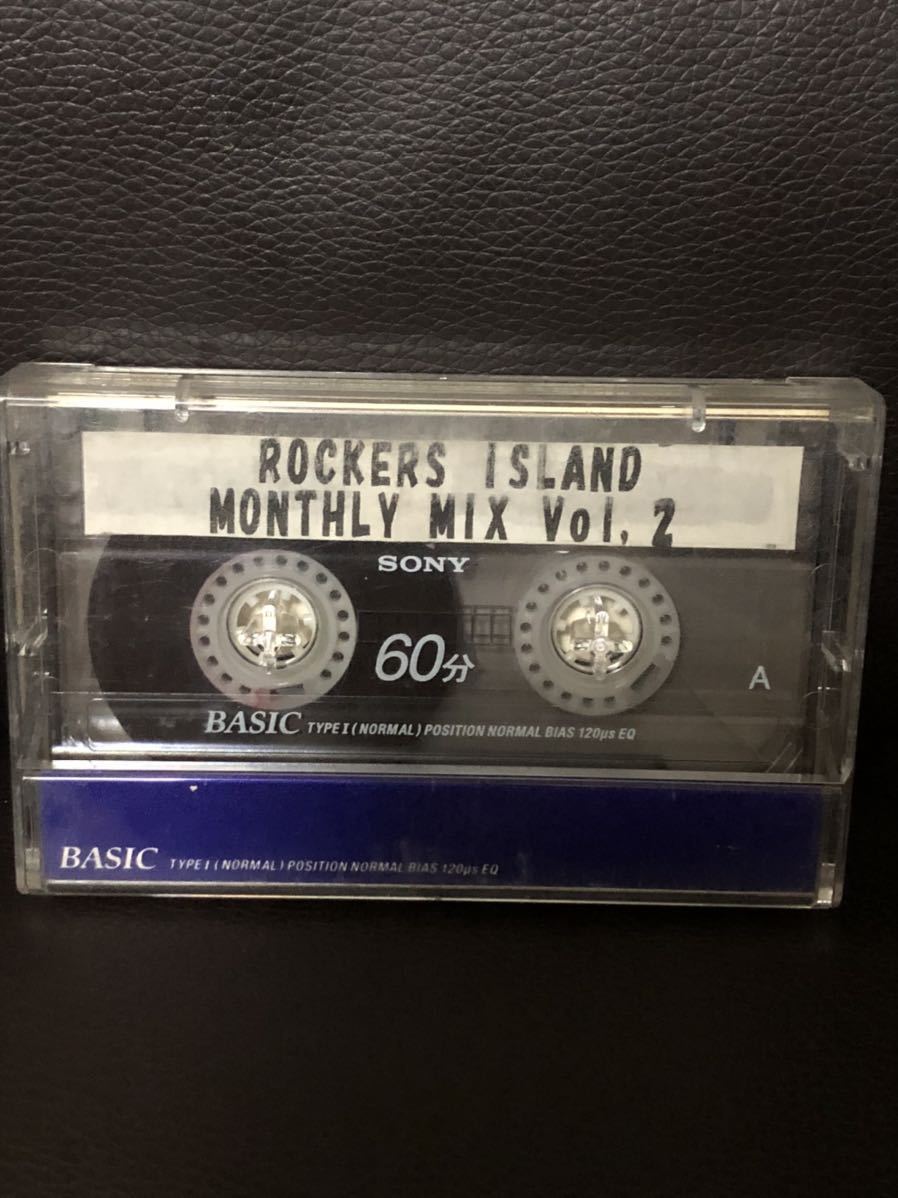 ROCKERS ISLAND
MONTHLY MIX Vol. 2
SONY
60分
A
BASIC TYPE I (NORMAL) POSITION NORMAL BIAS 120µs EQ
BASIC TYPE I (NORMAL) POSITION NORMAL BIAS 120µs EQ